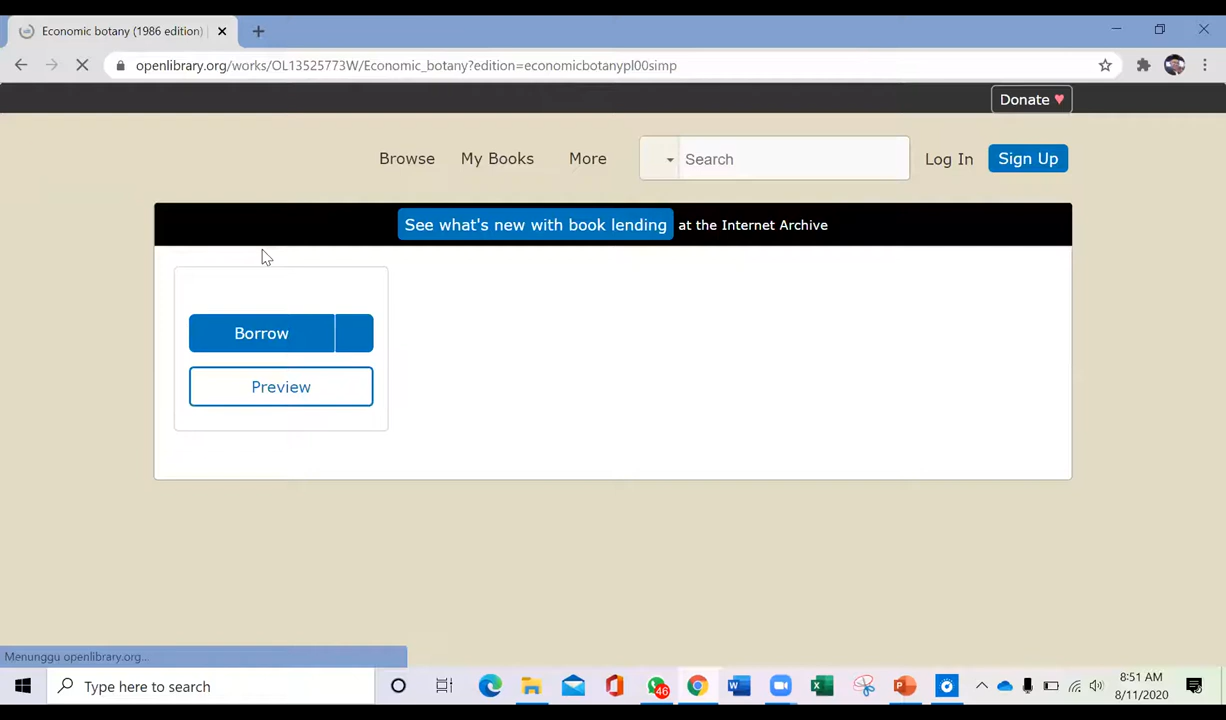 Economic botany (1986 edition)
openlibrary.org/works/OL13525773W/Economic_botany?edition=economicbotanypl00simp
Donate ♥
Browse My Books More Search Log In Sign Up
See what's new with book lending at the Internet Archive
Borrow
Preview
Menunggu openlibrary.org...
Type here to search
46
8:51 AM
8/11/2020